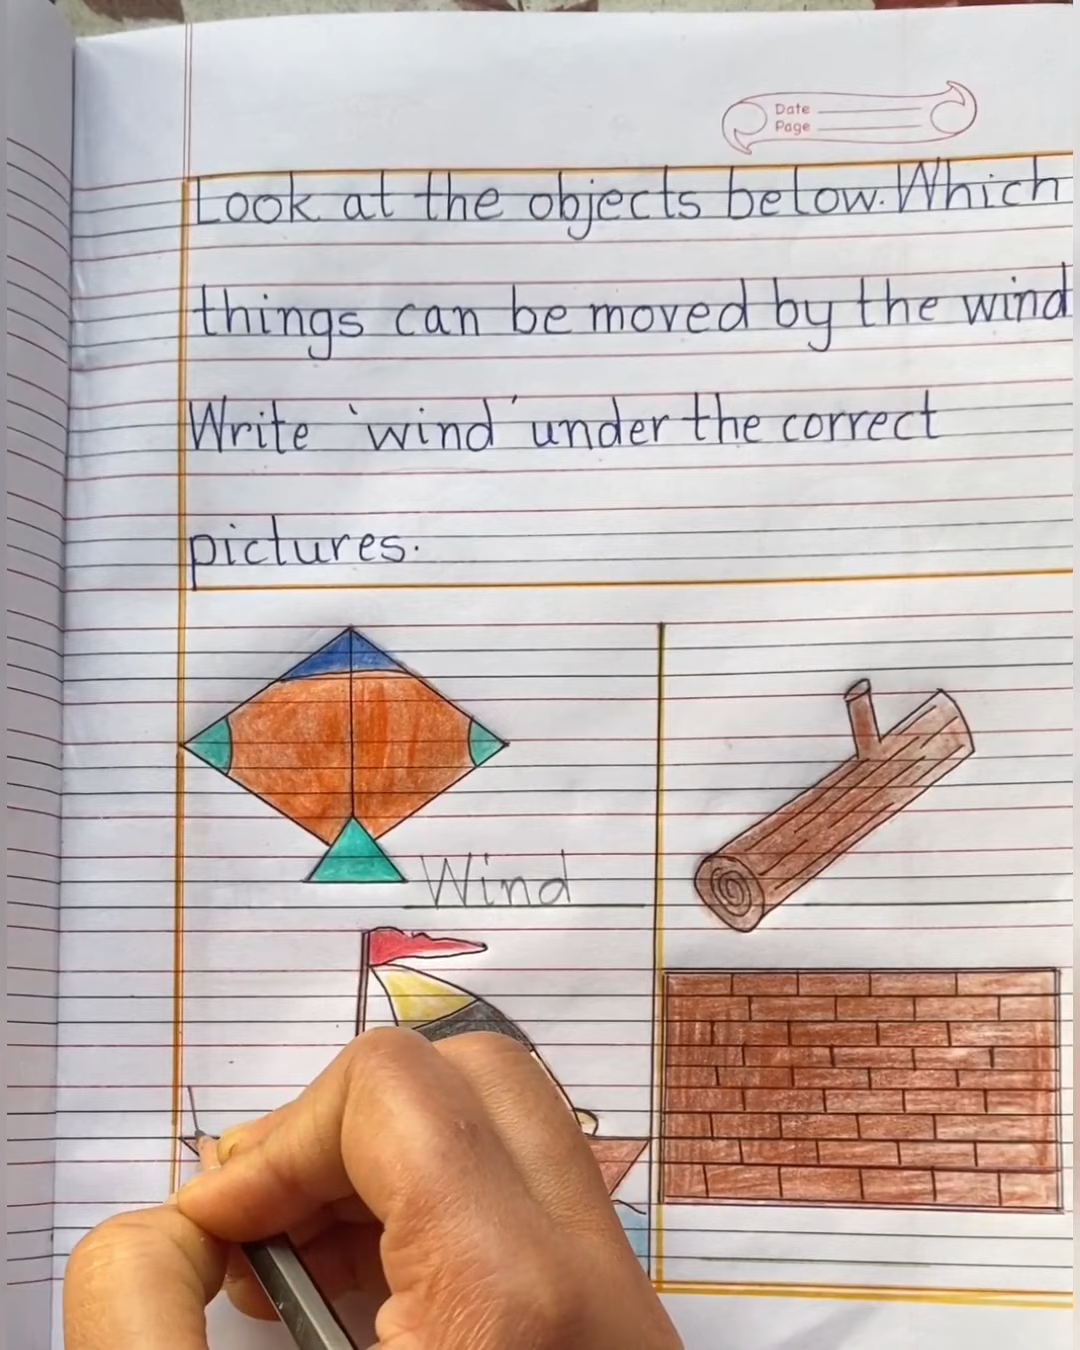 Date
Page
Look at the objects below. Which
things can be moved by the wind
Write 'wind' under the correct
pictures.
Wind